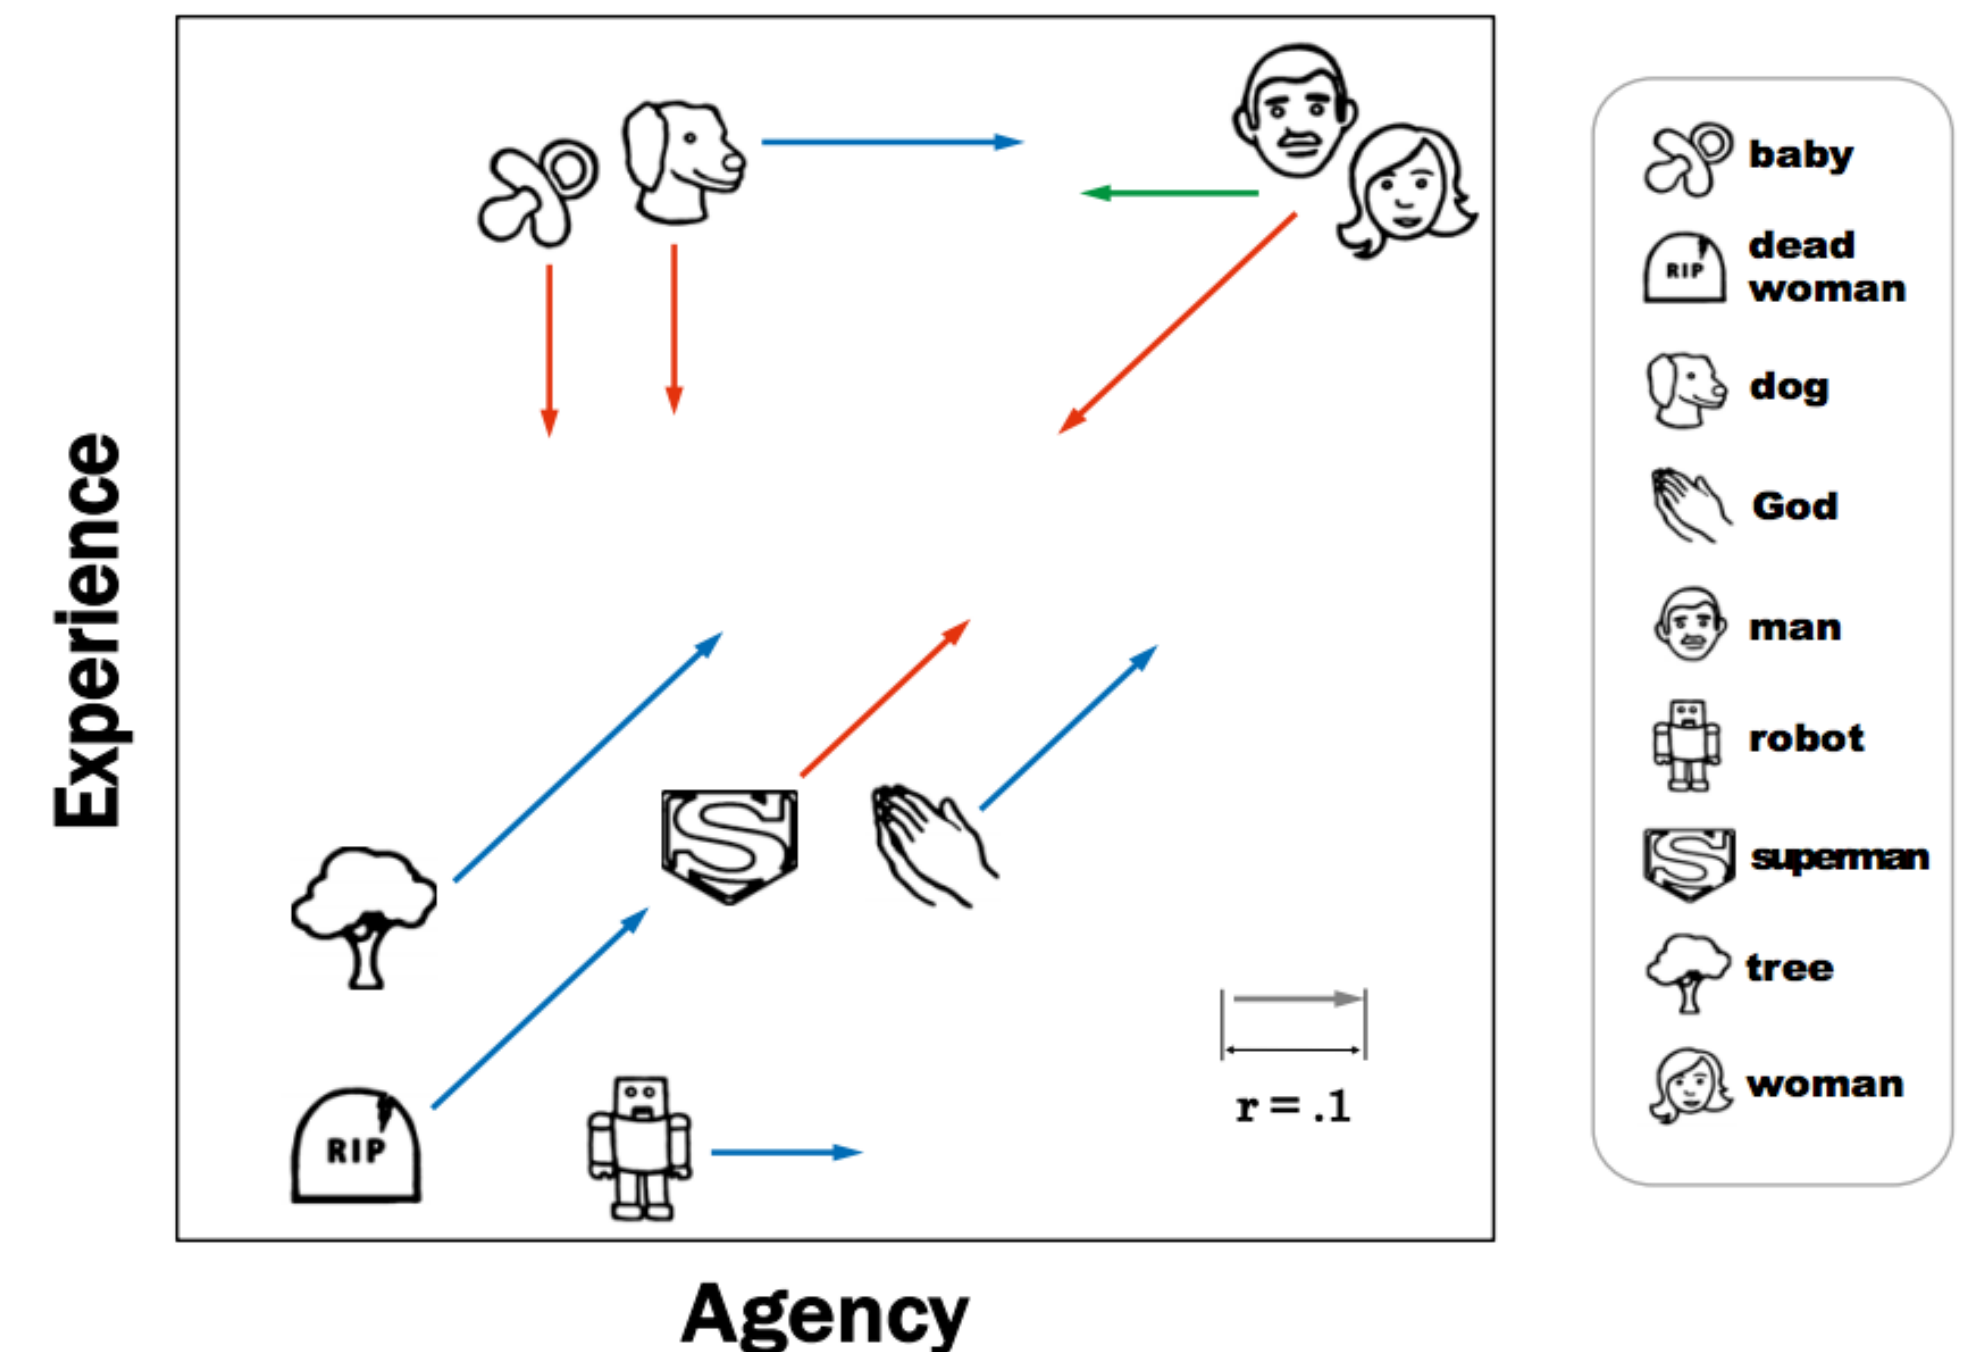 Experience
RIP
S
r = .1
Agency
baby
RIP
dead
woman
dog
God
man
robot
S
superman
tree
woman